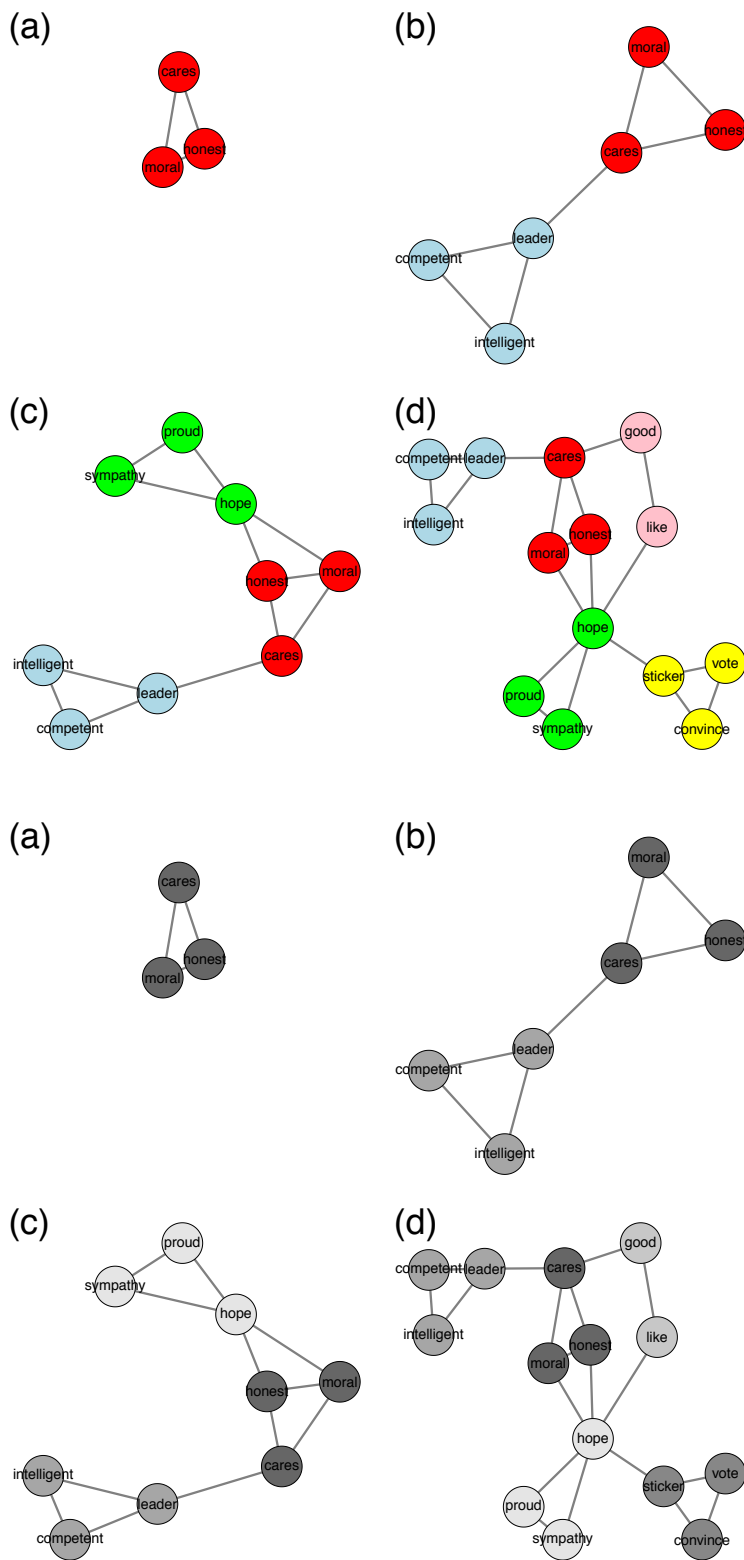 (a)
cares
honest
moral
(b)
moral
honest
cares
leader
competent
intelligent
(c)
proud
sympathy
hope
honest
moral
cares
intelligent
leader
competent
(d)
good
competent
leader
cares
intelligent
like
honest
moral
hope
vote
sticker
proud
sympathy
convince
(a)
cares
honest
moral
(b)
moral
honest
cares
leader
competent
intelligent
(c)
proud
sympathy
hope
honest
moral
cares
intelligent
leader
competent
(d)
good
competent
leader
cares
intelligent
like
honest
moral
hope
vote
sticker
proud
sympathy
convince